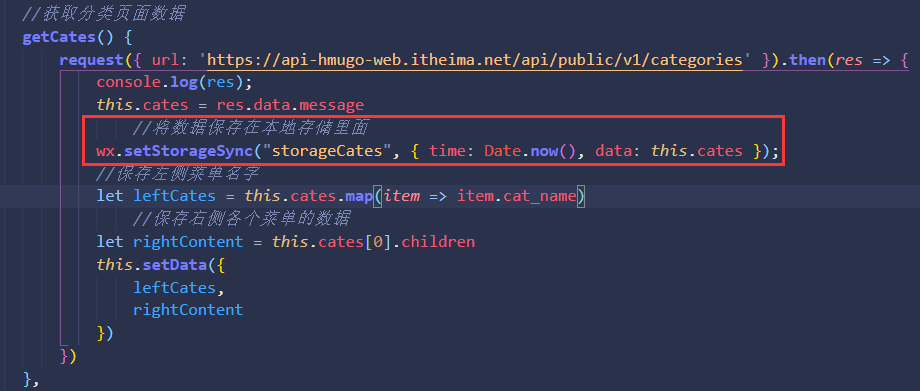 //获取分类页面数据
getCates() {
request({ url: 'https://api-hmugo-web.itheima.net/api/public/v1/categories' }).then(res => {
console.log(res);
this.cates = res.data.message
//将数据保存在本地存储里面
wx.setStorageSync("storageCates", { time: Date.now(), data: this.cates });
//保存左侧菜单名字
let leftCates = this.cates.map(item => item.cat_name)
//保存右侧各个菜单的数据
let rightContent = this.cates[0].children
this.setData({
leftCates,
rightContent
})
})
},